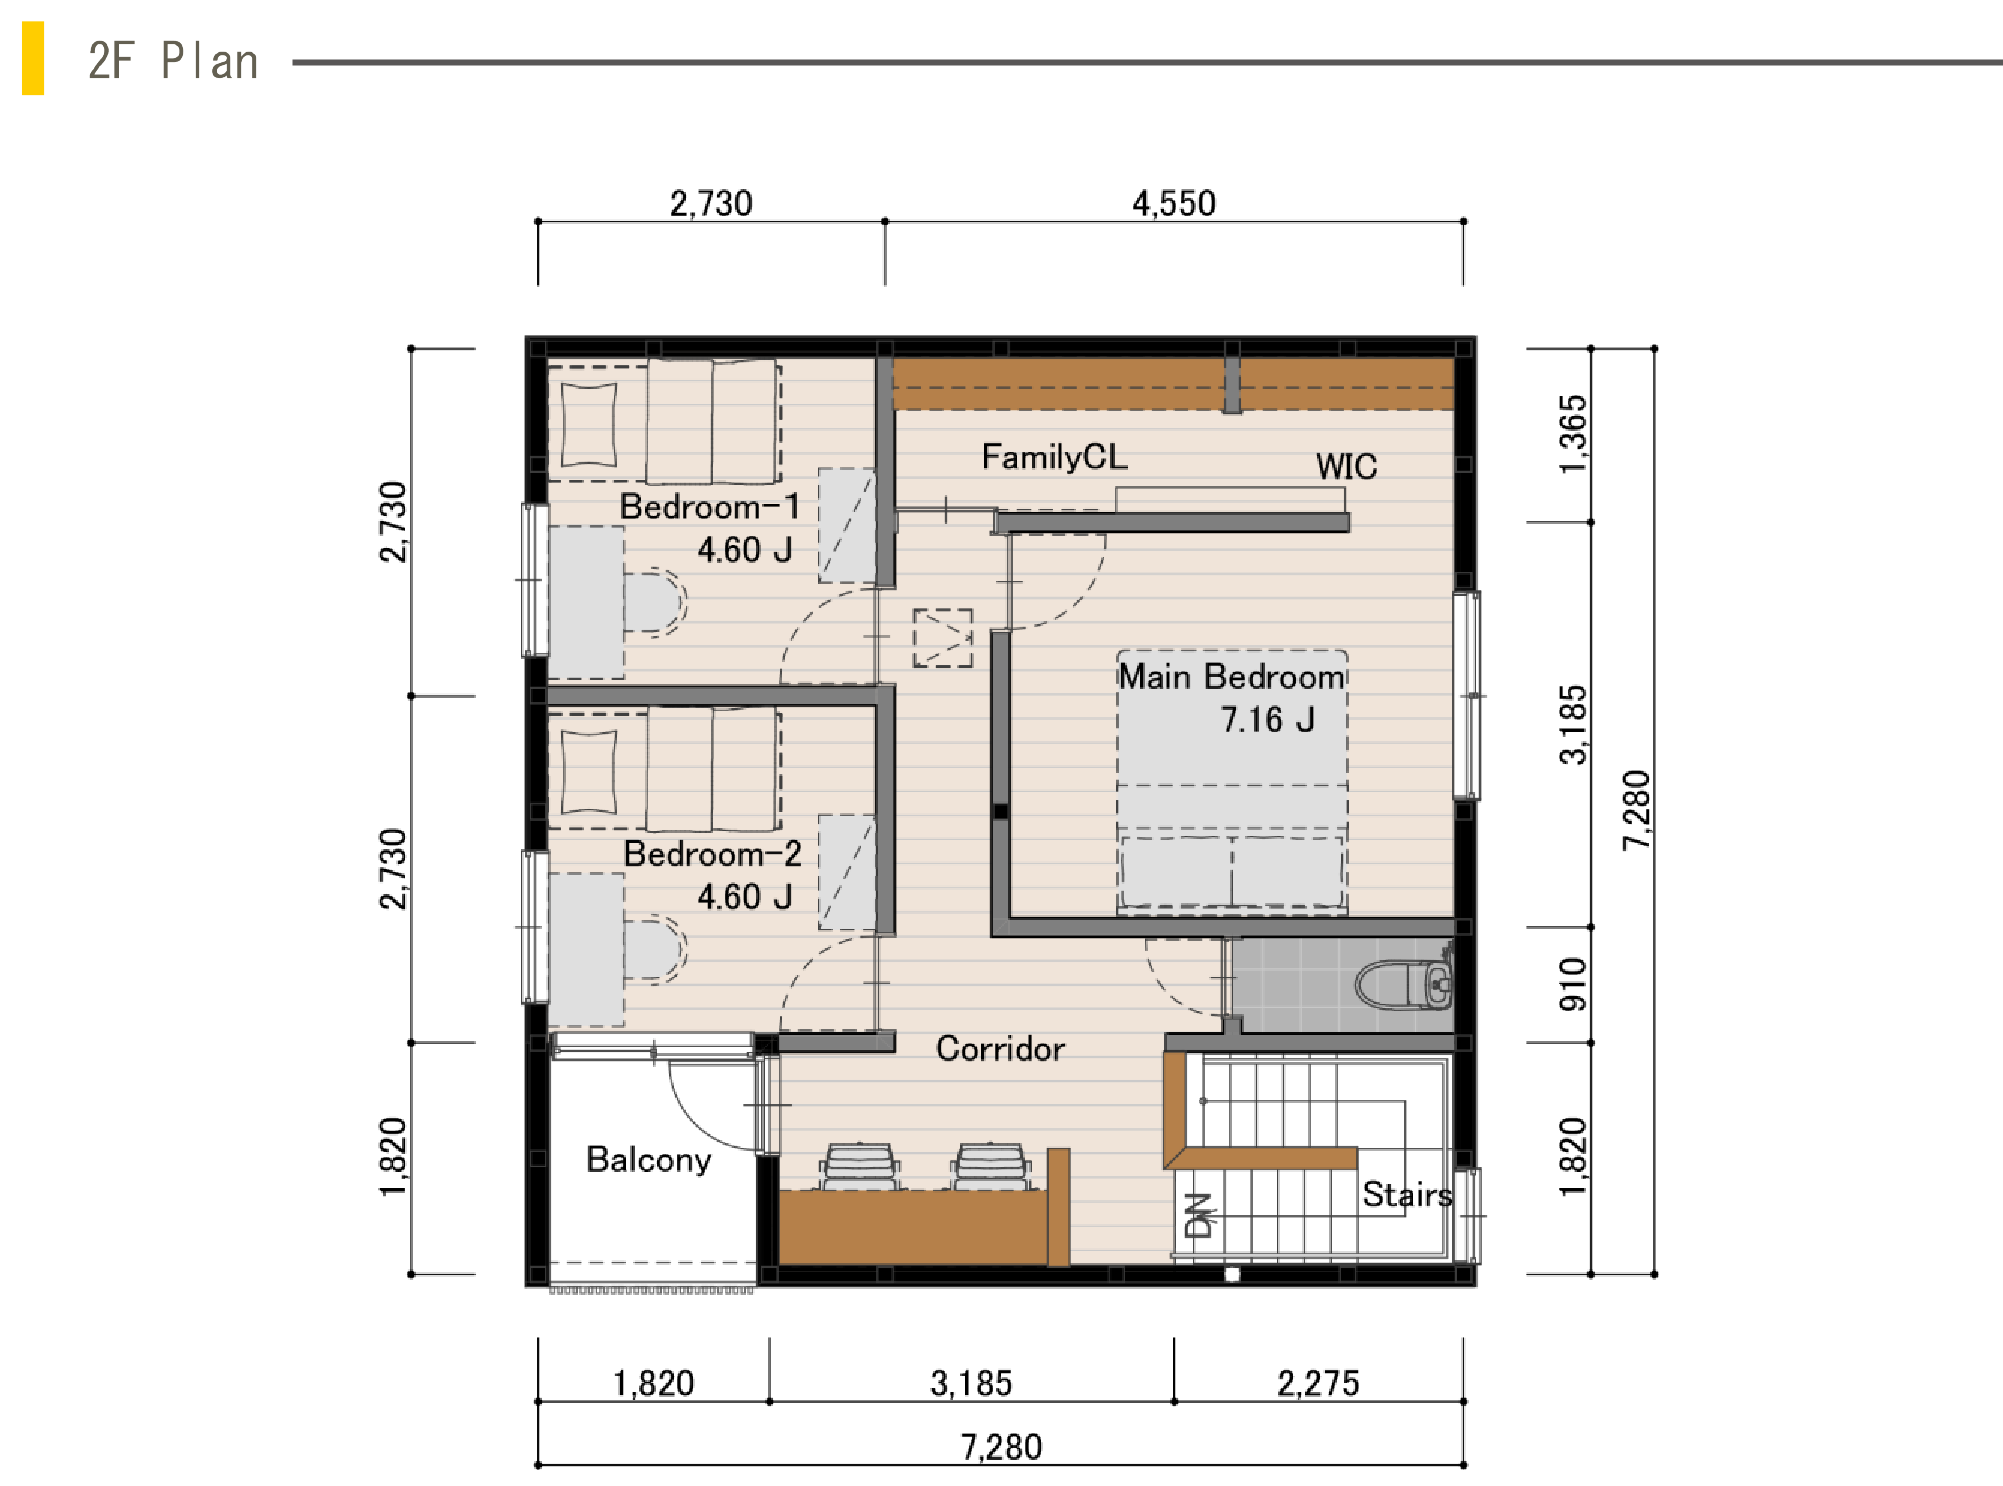 2F Plan
2,730
4,550
1,365
FamilyCL
WIC
2,730
Bedroom-1
4.60 J
Main Bedroom
7.16 J
3,185
7,280
2,730
Bedroom-2
4.60 J
910
Corridor
1,820
Balcony
DN
Stairs
1,820
1,820
3,185
2,275
7,280